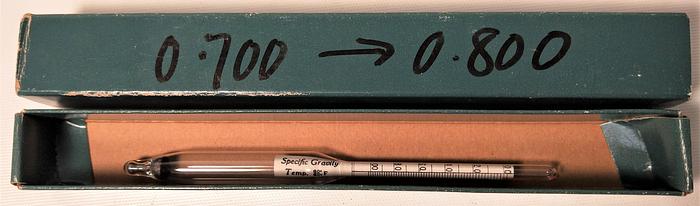 0.700 → 0.800
Specific Gravity
Temp. F